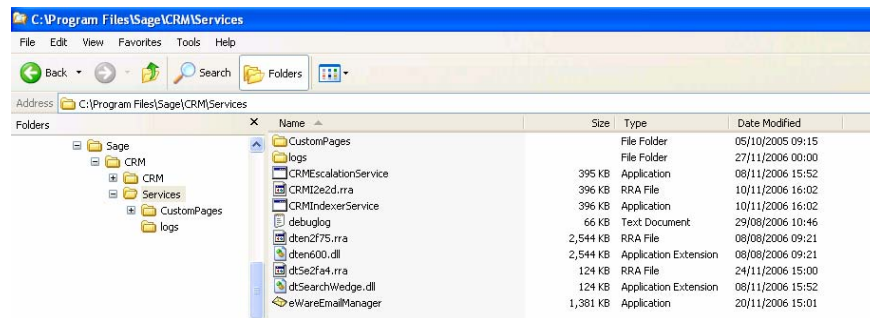 C:\Program Files\Sage\CRM\Services
File Edit View Favorites Tools Help
Back Search Folders
Address C:\Program Files\Sage\CRM\Services
Folders x Name Size Type Date Modified
Sage
CRM
CRM
Services
CustomPages
logs
CustomPages File Folder 05/10/2005 09:15
logs File Folder 27/11/2006 00:00
CRMEscalationService 395 KB Application 08/11/2006 15:52
CRMI2e2d.rra 396 KB RRA File 10/11/2006 16:02
CRMIndexerService 396 KB Application 10/11/2006 16:02
debuglog 66 KB Text Document 29/08/2006 10:46
dten2f75.rra 2,544 KB RRA File 08/08/2006 09:21
dten600.dll 2,544 KB Application Extension 08/08/2006 09:21
dtSe2fa4.rra 124 KB RRA File 24/11/2006 15:00
dtSearchWedge.dll 124 KB Application Extension 08/11/2006 15:52
eWareEmailManager 1,381 KB Application 20/11/2006 15:01